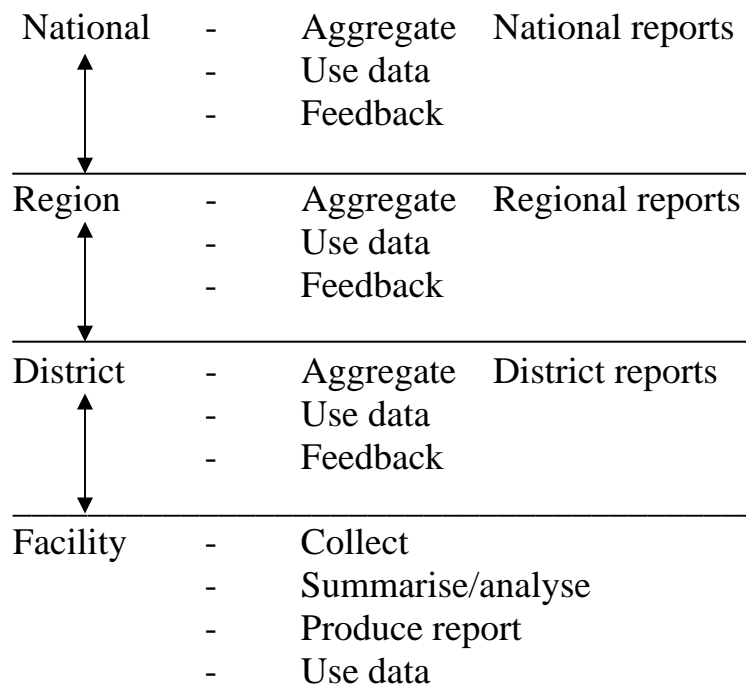 National - Aggregate National reports
- Use data
- Feedback
Region - Aggregate Regional reports
- Use data
- Feedback
District - Aggregate District reports
- Use data
- Feedback
Facility - Collect
- Summarise/analyse
- Produce report
- Use data